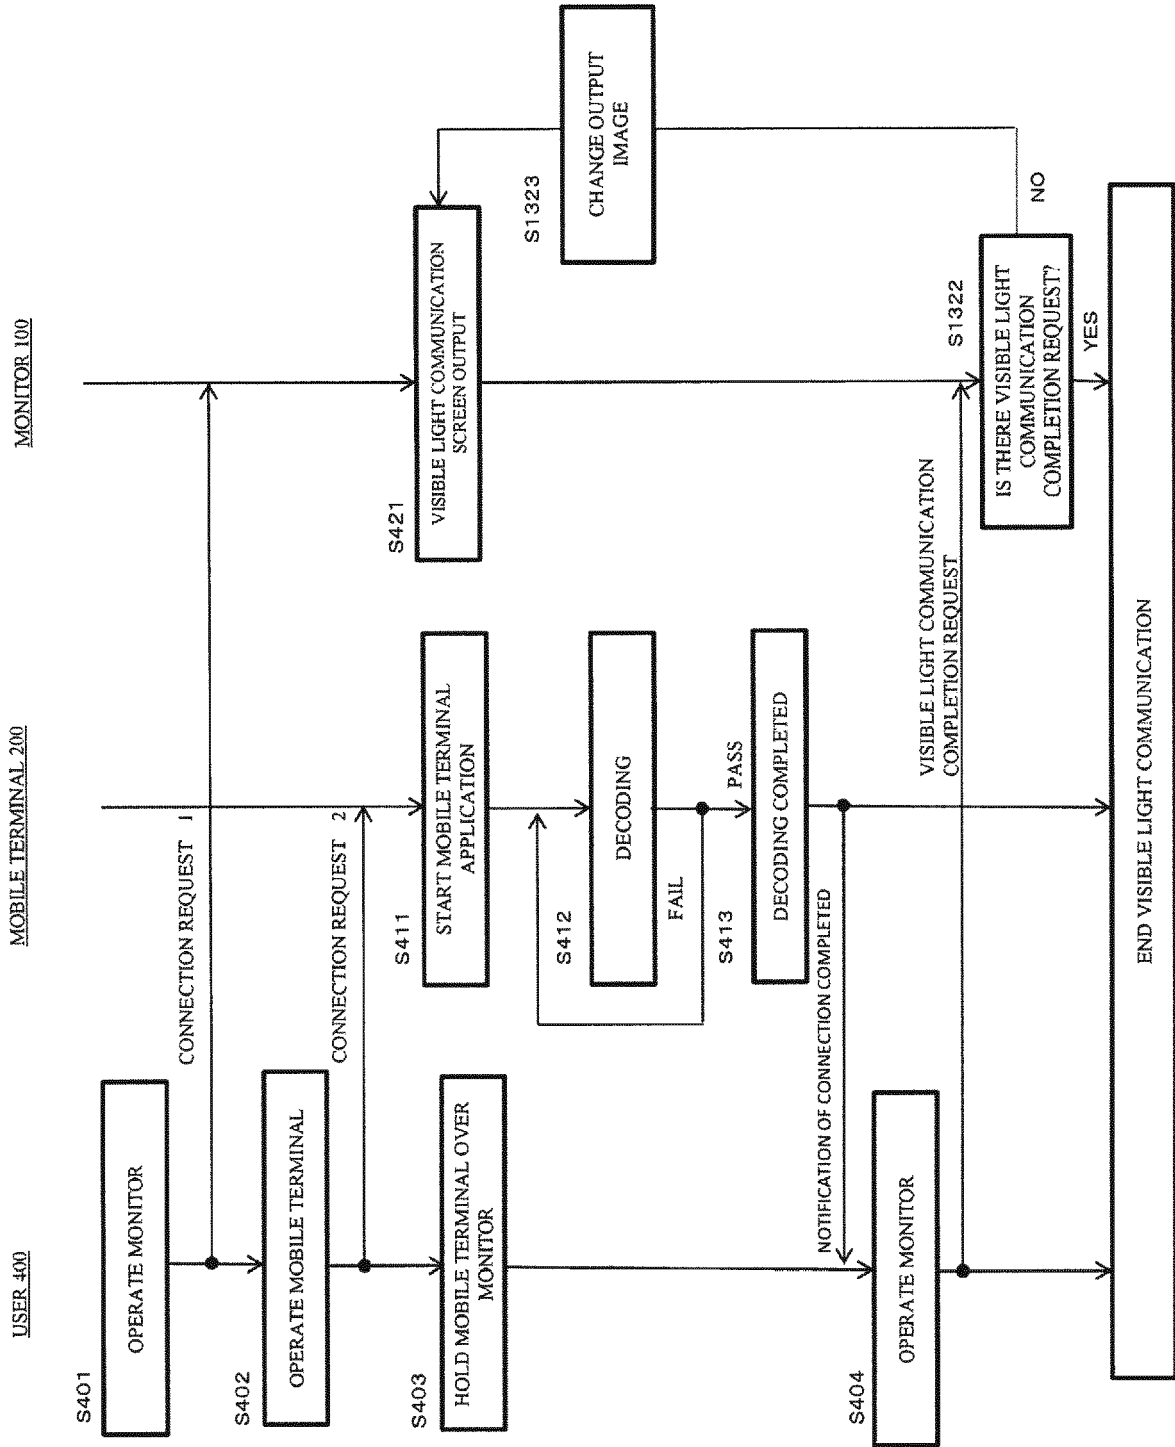 USER 400
MOBILE TERMINAL 200
MONITOR 100
S401
OPERATE MONITOR
CONNECTION REQUEST 1
S402
OPERATE MOBILE TERMINAL
CONNECTION REQUEST 2
S403
HOLD MOBILE TERMINAL OVER
MONITOR
S411
START MOBILE TERMINAL
APPLICATION
S421
VISIBLE LIGHT COMMUNICATION
SCREEN OUTPUT
S412
DECODING
FAIL
PASS
S1323
CHANGE OUTPUT
IMAGE
S413
DECODING COMPLETED
NOTIFICATION OF CONNECTION COMPLETED
S404
OPERATE MONITOR
VISIBLE LIGHT COMMUNICATION
COMPLETION REQUEST
S1322
IS THERE VISIBLE LIGHT
COMMUNICATION
COMPLETION REQUEST?
NO
YES
END VISIBLE LIGHT COMMUNICATION